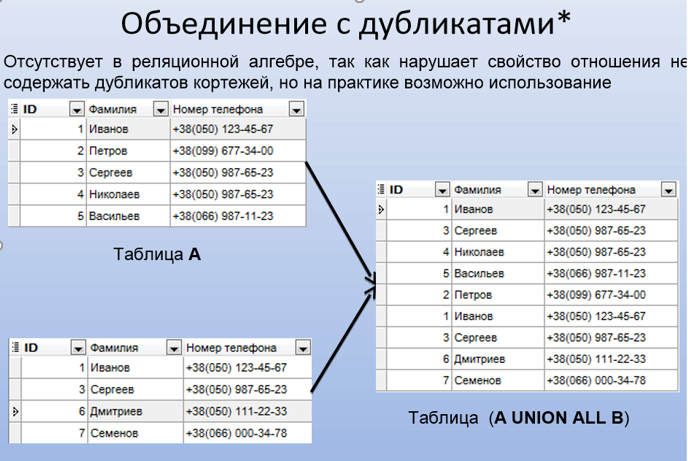 Объединение с дубликатами*
Отсутствует в реляционной алгебре, так как нарушает свойство отношения не
содержать дубликатов кортежей, но на практике возможно использование
ID Фамилия Номер телефона
1 Иванов +38(050) 123-45-67
2 Петров +38(099) 677-34-00
3 Сергеев +38(050) 987-65-23
4 Николаев +38(050) 987-65-23
5 Васильев +38(066) 987-11-23
Таблица A
ID Фамилия Номер телефона
1 Иванов +38(050) 123-45-67
3 Сергеев +38(050) 987-65-23
6 Дмитриев +38(050) 111-22-33
7 Семенов +38(066) 000-34-78
ID Фамилия Номер телефона
1 Иванов +38(050) 123-45-67
3 Сергеев +38(050) 987-65-23
4 Николаев +38(050) 987-65-23
5 Васильев +38(066) 987-11-23
2 Петров +38(099) 677-34-00
1 Иванов +38(050) 123-45-67
3 Сергеев +38(050) 987-65-23
6 Дмитриев +38(050) 111-22-33
7 Семенов +38(066) 000-34-78
Таблица (A UNION ALL B)